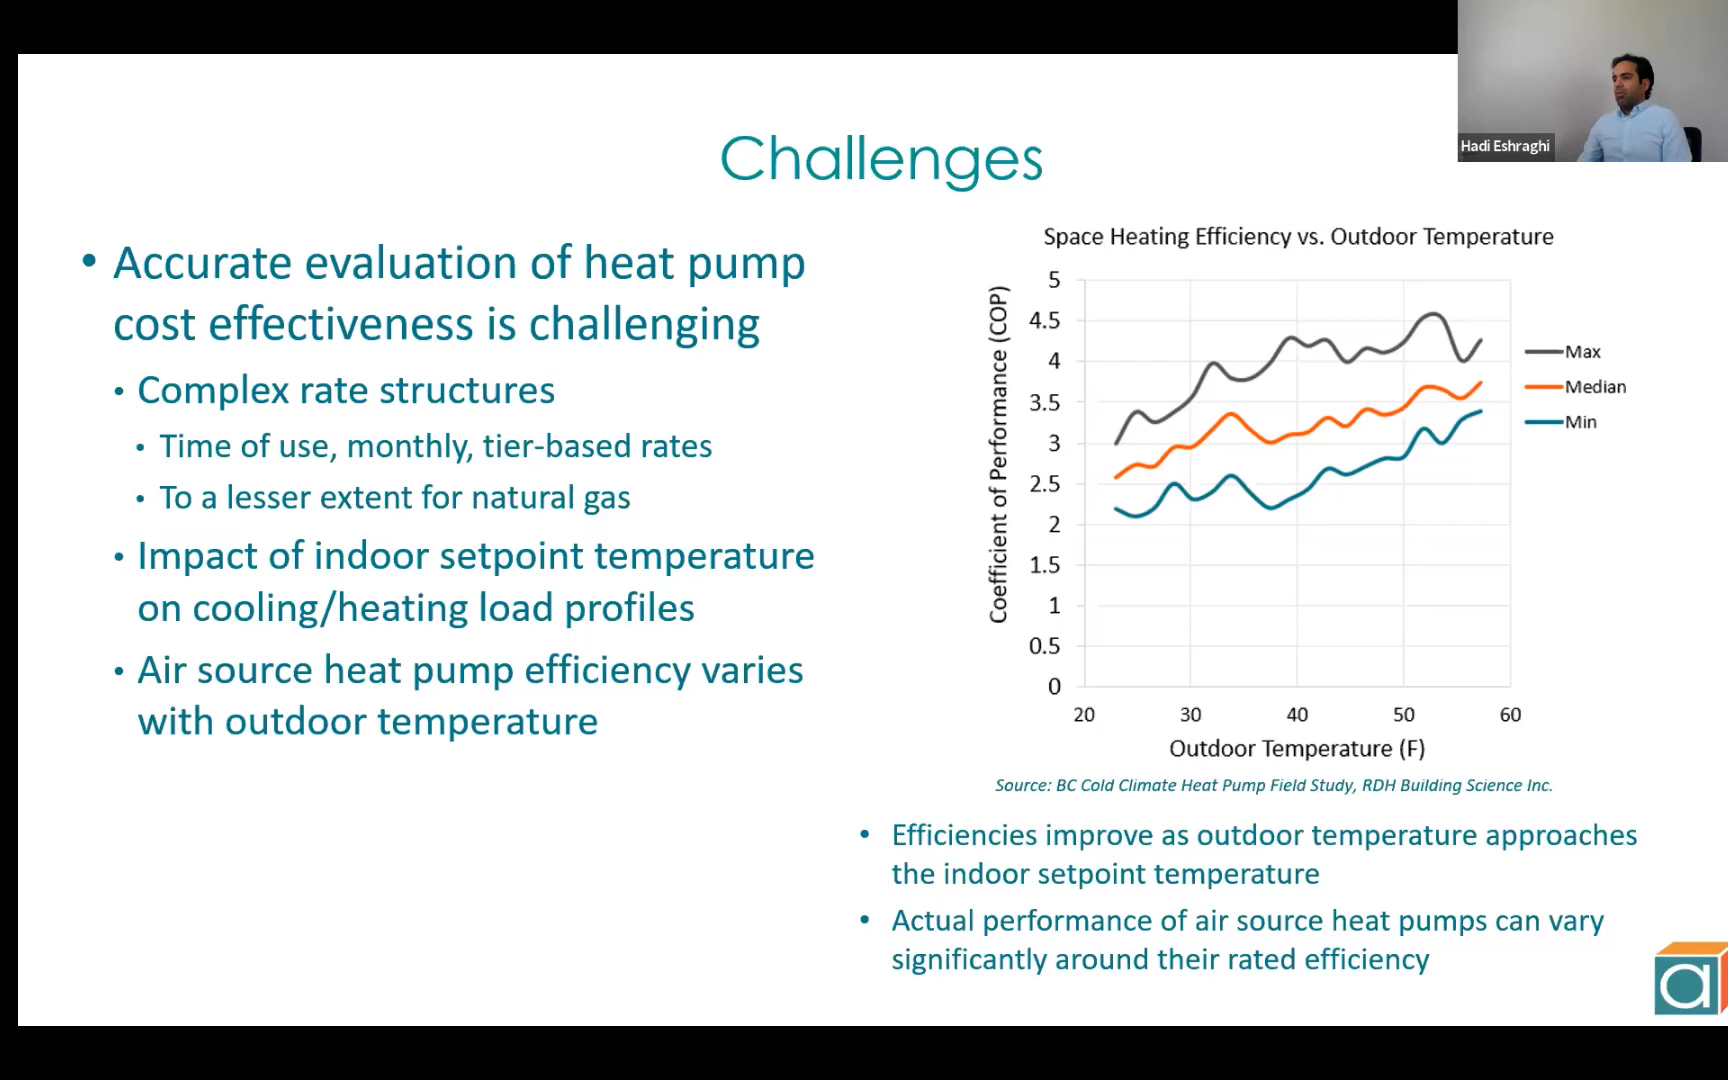 Hadi Eshraghi
Challenges
• Accurate evaluation of heat pump
cost effectiveness is challenging
• Complex rate structures
• Time of use, monthly, tier-based rates
• To a lesser extent for natural gas
• Impact of indoor setpoint temperature
on cooling/heating load profiles
• Air source heat pump efficiency varies
with outdoor temperature
Space Heating Efficiency vs. Outdoor Temperature
Coefficient of Performance (COP)
5
4.5
4
3.5
3
2.5
2
1.5
1
0.5
0
20 30 40 50 60
Outdoor Temperature (F)
Max
Median
Min
Source: BC Cold Climate Heat Pump Field Study, RDH Building Science Inc.
• Efficiencies improve as outdoor temperature approaches
the indoor setpoint temperature
• Actual performance of air source heat pumps can vary
significantly around their rated efficiency
a